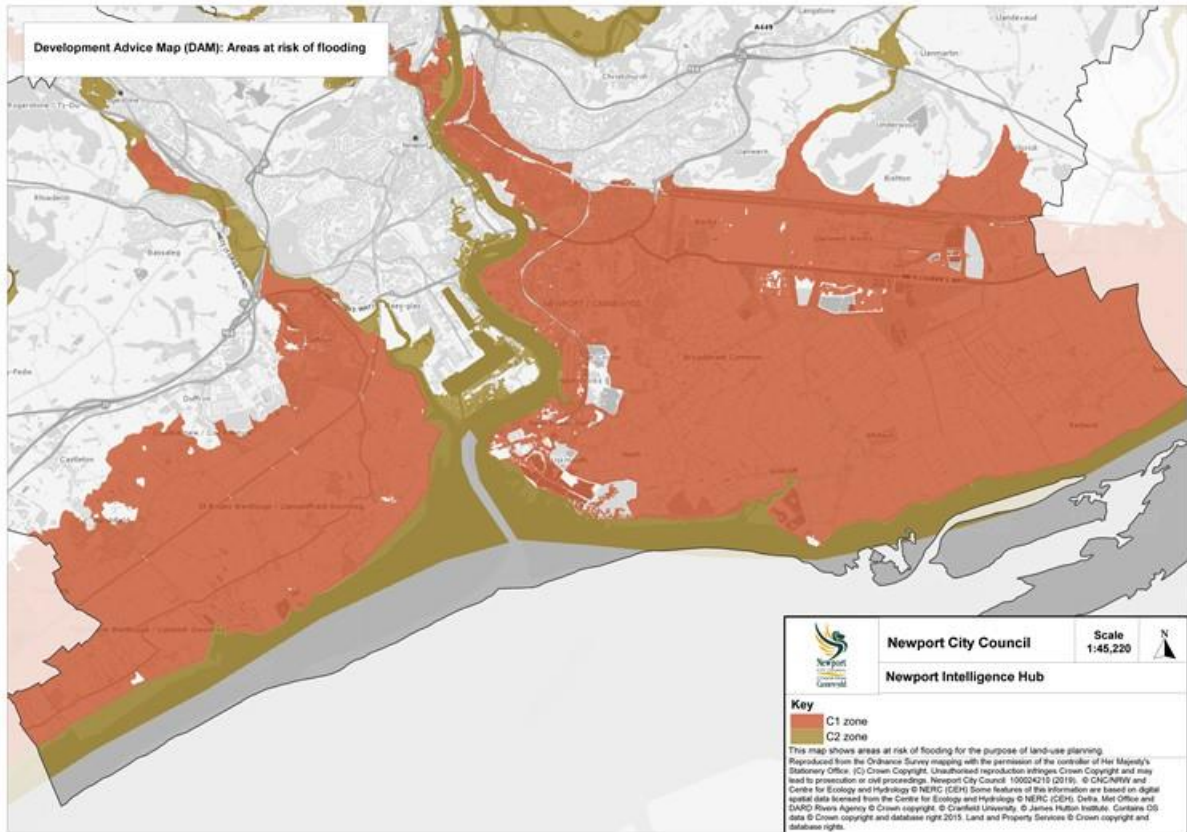 Development Advice Map (DAM): Areas at risk of flooding
A449
Langstone
Llandevaud
Llanmartin
Christchurch
Underwood
Llanwern
Bishton
Rhiwderin
Bassaleg
Duffryn
Castleton
Newport City Council
Scale
1:45,220
N
Newport
Newport Intelligence Hub
Key
C1 zone
C2 zone
This map shows areas at risk of flooding for the purpose of land-use planning.
Reproduced from the Ordnance Survey mapping with the permission of the controller of Her Majesty's
Stationery Office. (C) Crown Copyright. Unauthorised reproduction infringes Crown Copyright and may
lead to prosecution or civil proceedings. Newport City Council 100024210 (2019). © CNC/NRW and
Centre for Ecology and Hydrology © NERC (CEH) Some features of this information are based on digital
spatial data licensed from the Centre for Ecology and Hydrology © NERC (CEH). Defra, Met Office and
DARD Rivers Agency © Crown copyright. © Cranfield University. © James Hutton Institute. Contains OS
data © Crown copyright and database right 2015. Land and Property Services © Crown copyright and
database rights.